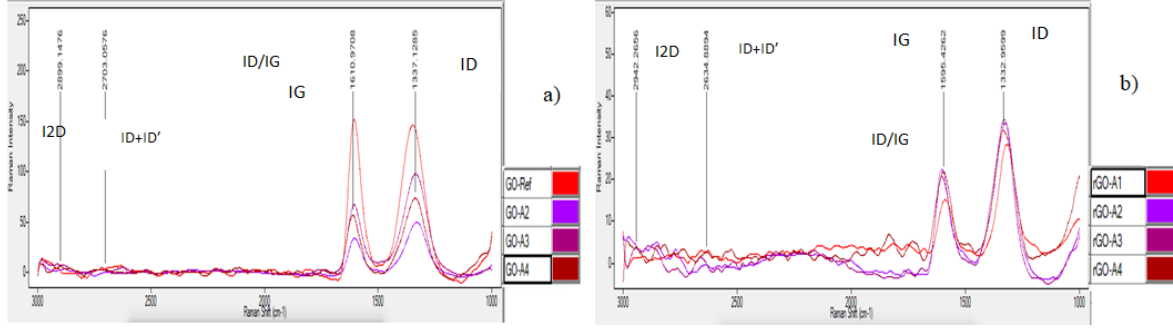 250
200
150
100
50
0
Raman Intensity
2899.1476
2703.0576
1610.9708
1337.1285
I2D
ID+ID'
ID/IG
IG
ID
a)
3000
2500
2000
1500
1000
Raman Shift (cm-1)
GO-Ref
GO-A2
GO-A3
GO-A4
60
50
40
30
20
10
0
Raman Intensity
2942.2656
2634.8894
1595.4262
1332.9599
I2D
ID+ID'
IG
ID
ID/IG
b)
3000
2500
2000
1500
1000
Raman Shift (cm-1)
rGO-A1
rGO-A2
rGO-A3
rGO-A4